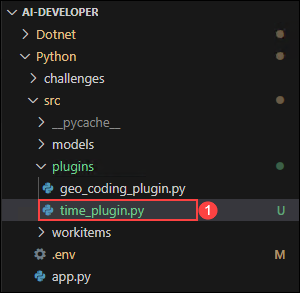 AI-DEVELOPER
Dotnet
Python
challenges
src
__pycache__
models
plugins
geo_coding_plugin.py
time_plugin.py 1 U
workitems
.env M
app.py